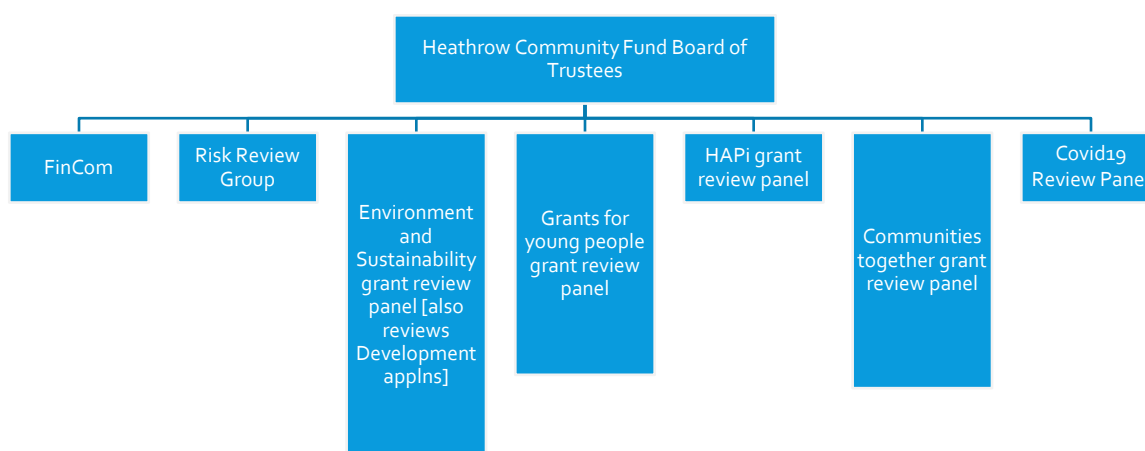 Heathrow Community Fund Board of
Trustees
FinCom
Risk Review
Group
Environment
and
Sustainability
grant review
panel [also
reviews
Development
applns]
Grants for
young people
grant review
panel
HAPi grant
review panel
Communities
together grant
review panel
Covid19
Review Panel